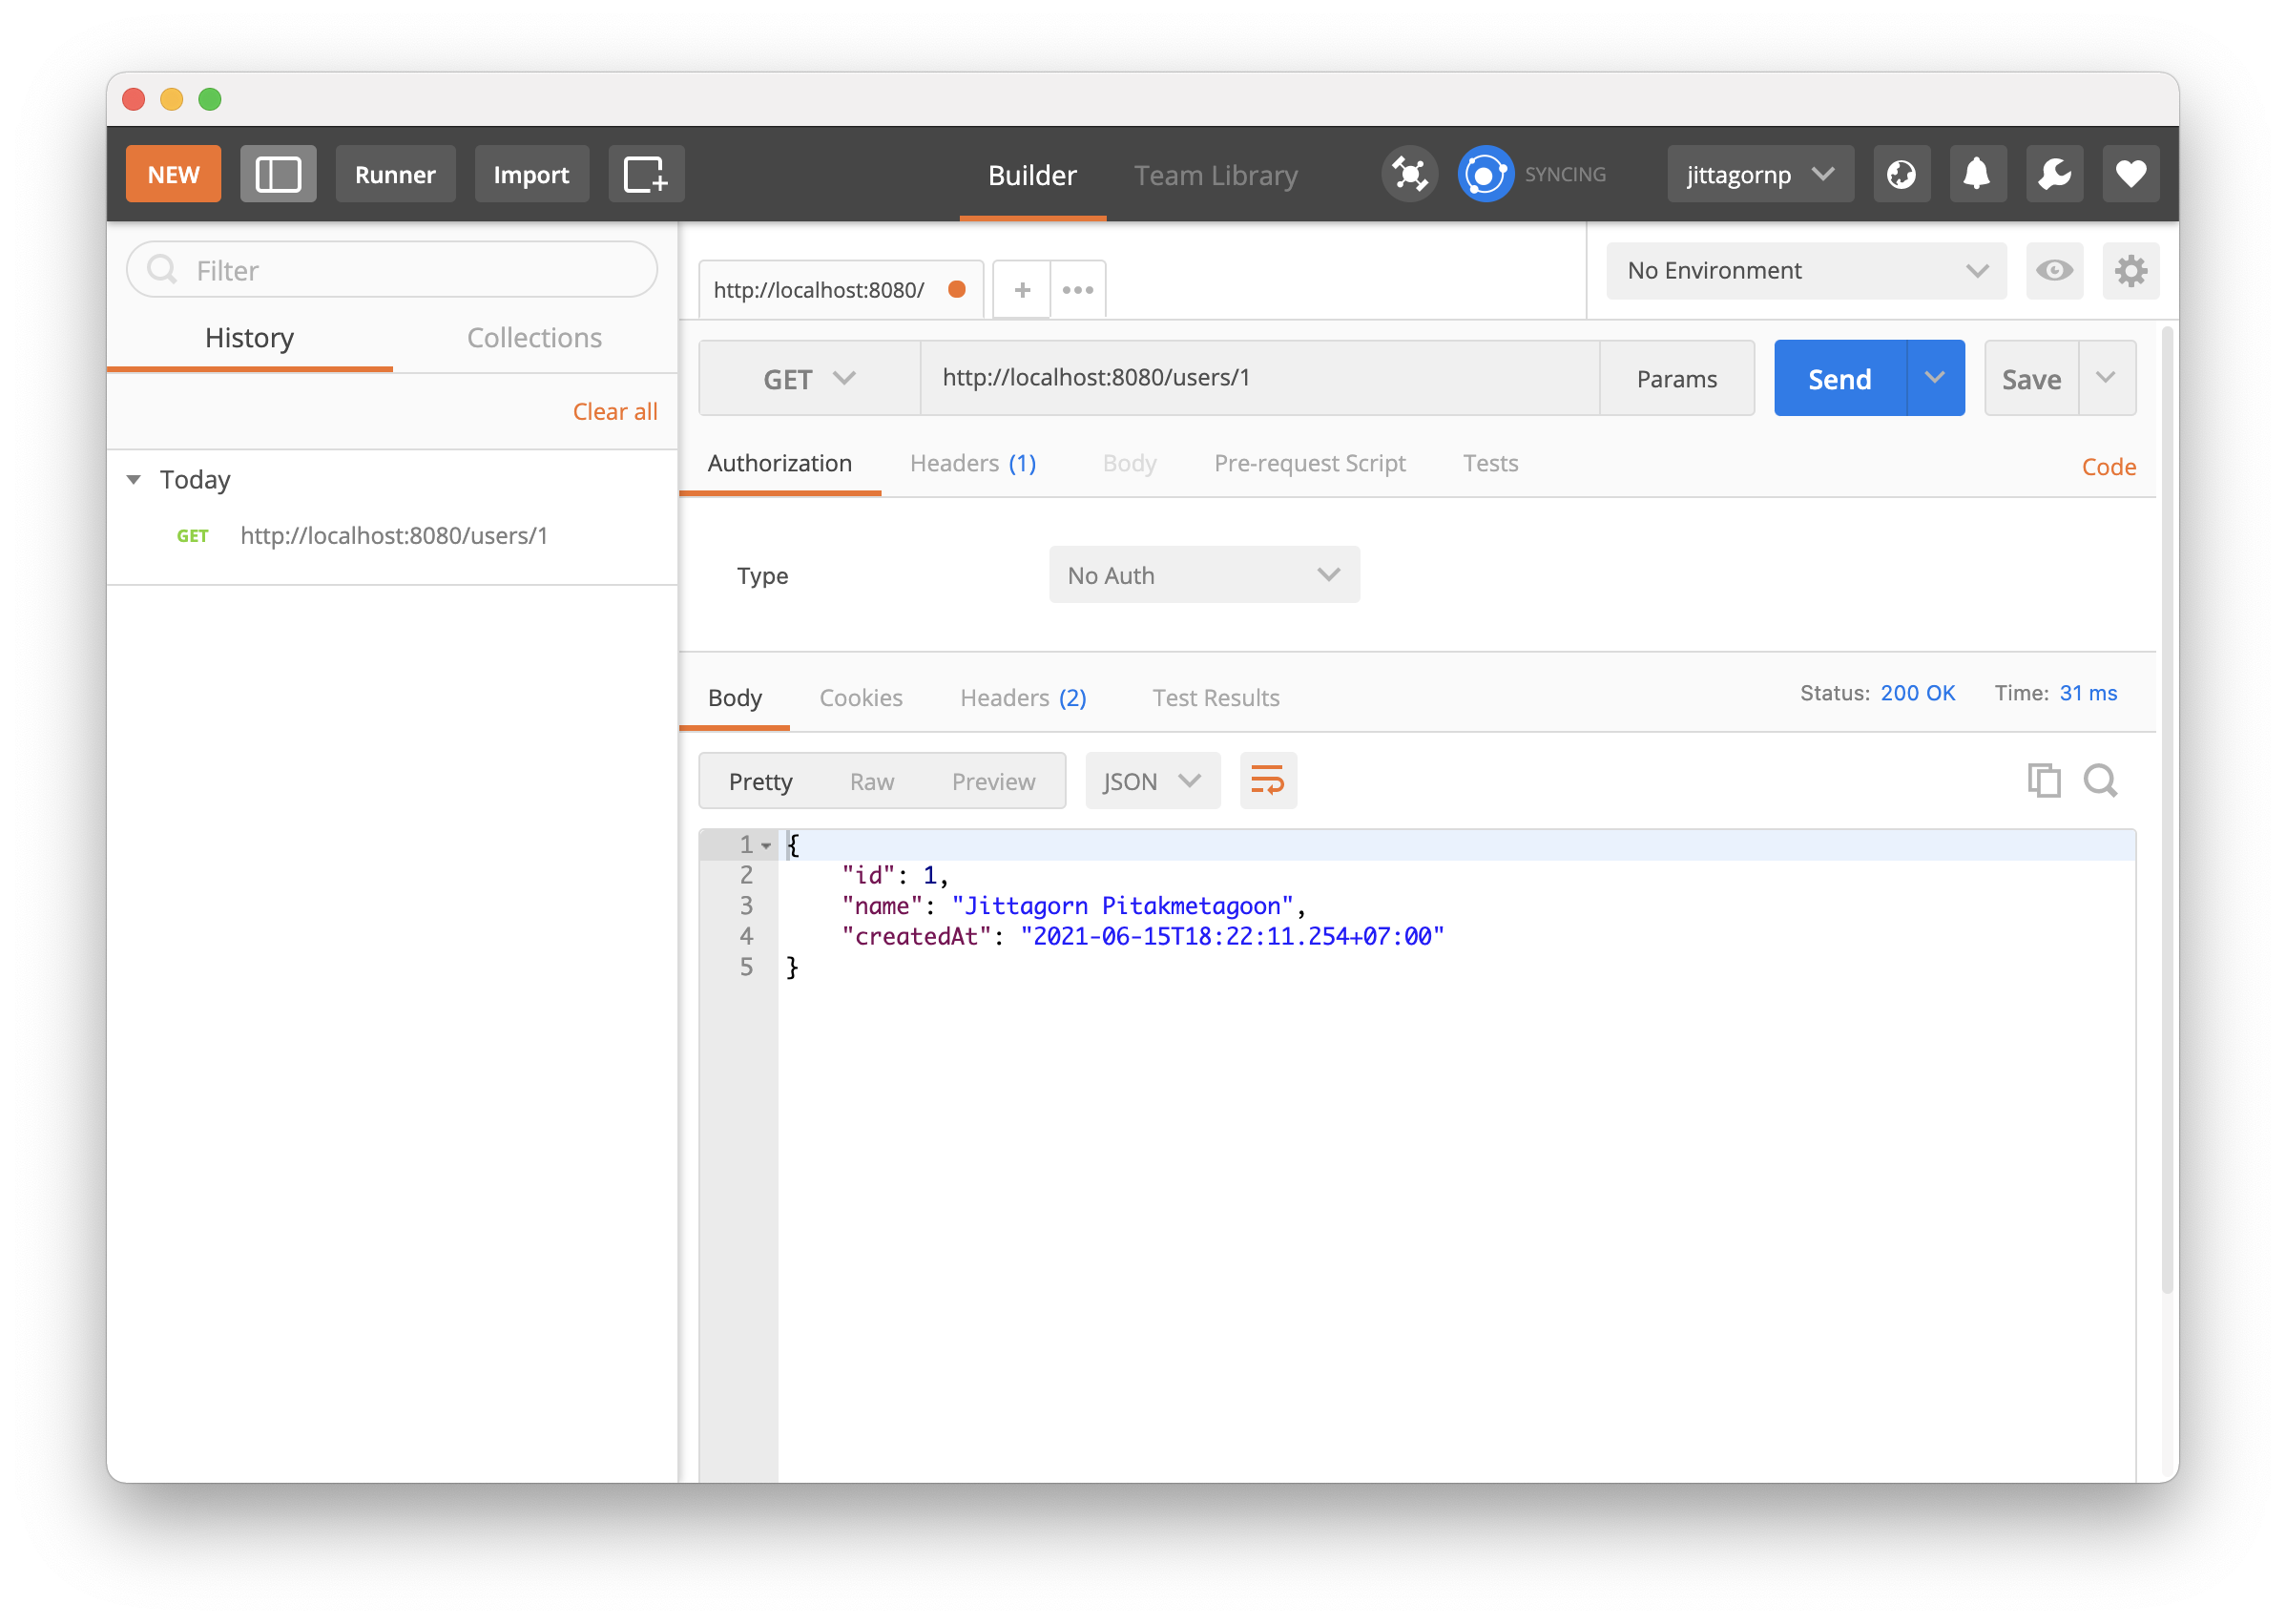 NEW Runner Import Builder Team Library SYNCING jittagornp
Filter
History Collections
Clear all
Today
GET http://localhost:8080/users/1
http://localhost:8080/ + ••• No Environment
GET http://localhost:8080/users/1 Params Send Save
Authorization Headers (1) Body Pre-request Script Tests Code
Type No Auth
Body Cookies Headers (2) Test Results Status: 200 OK Time: 31 ms
Pretty Raw Preview JSON
1 {
2 "id": 1,
3 "name": "Jittagorn Pitakmetagoon",
4 "createdAt": "2021-06-15T18:22:11.254+07:00"
5 }